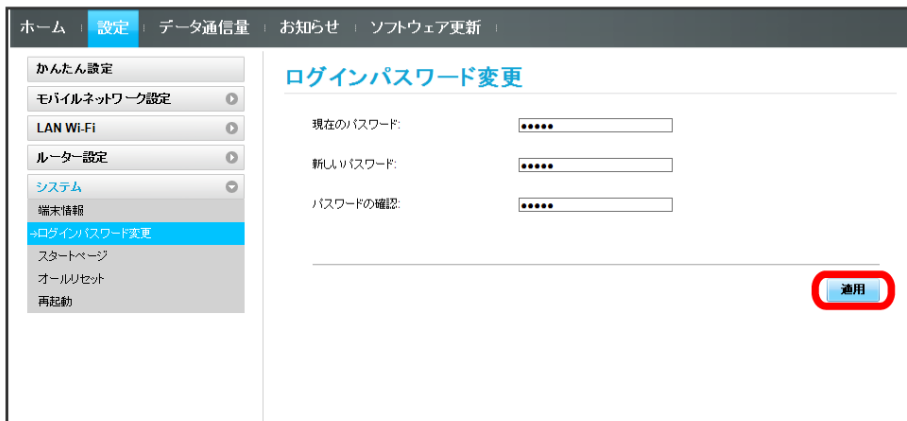 ホーム 設定 データ通信量 お知らせ ソフトウェア更新
かんたん設定
モバイルネットワーク設定
LAN Wi-Fi
ルーター設定
システム
端末情報
→ログインパスワード変更
スタートページ
オールリセット
再起動
ログインパスワード変更
現在のパスワード: •••••
新しいパスワード: •••••
パスワードの確認: •••••
適用